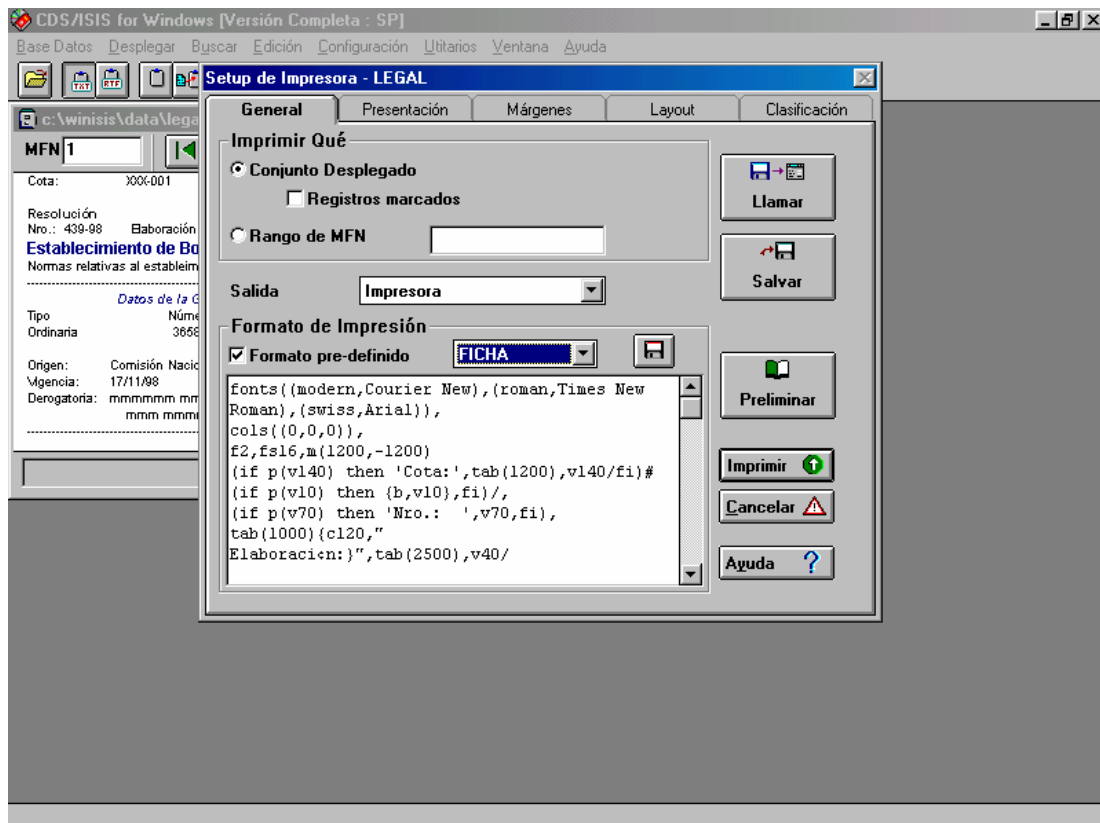 CDS/ISIS for Windows [Versión Completa : SP]
Base Datos Desplegar Buscar Edición Configuración Utitarios Ventana Ayuda
TXT RTF
c:\winisis\data\lega
MFN 1
Cota: XXX-001
Resolución
Nro.: 439-98 Elaboración
Establecimiento de Bo
Normas relativas al estableim
Datos de la G
Tipo Núme
Ordinaria 3658
Origen: Comisión Nacio
Vigencia: 17/11/98
Derogatoria: mmmmmm mm
mmm mmmm
Setup de Impresora - LEGAL
General Presentación Márgenes Layout Clasificación
Imprimir Qué
Conjunto Desplegado
Registros marcados
Rango de MFN
Salida Impresora
Formato de Impresión
Formato pre-definido FICHA
fonts((modern,Courier New),(roman,Times New
Roman),(swiss,Arial)),
cols((0,0,0)),
f2,fs16,m(1200,-1200)
(if p(v140) then 'Cota:',tab(1200),v140/fi)#
(if p(v10) then {b,v10},fi)/,
(if p(v70) then 'Nro.:  ',v70,fi),
tab(1000){cl20,"
Elaboraci¢n:}",tab(2500),v40/
Llamar
Salvar
Preliminar
Imprimir
Cancelar
Ayuda ?